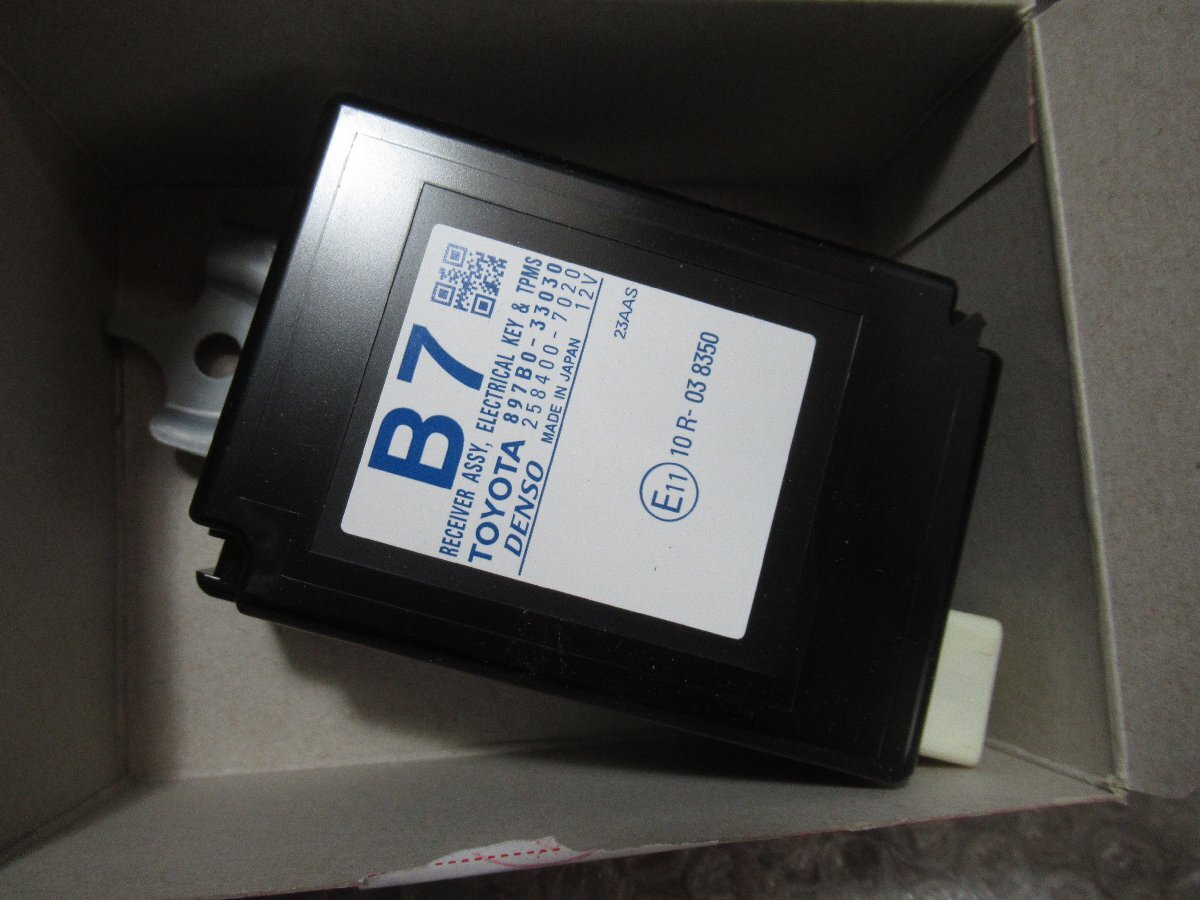 B7
RECEIVER ASSY, ELECTRICAL KEY & TPMS
TOYOTA 897B0-33030
DENSO 258400-7020
MADE IN JAPAN 12V
23AAS
E11 10 R-03 8350